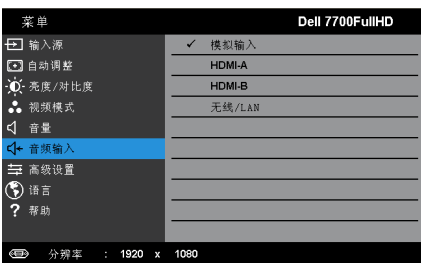 菜单 Dell 7700FullHD
输入源 ✓ 模拟输入
自动调整 HDMI-A
亮度/对比度 HDMI-B
视频模式 无线/LAN
音量
音频输入
高级设置
语言
? 帮助
分辨率 : 1920 x 1080